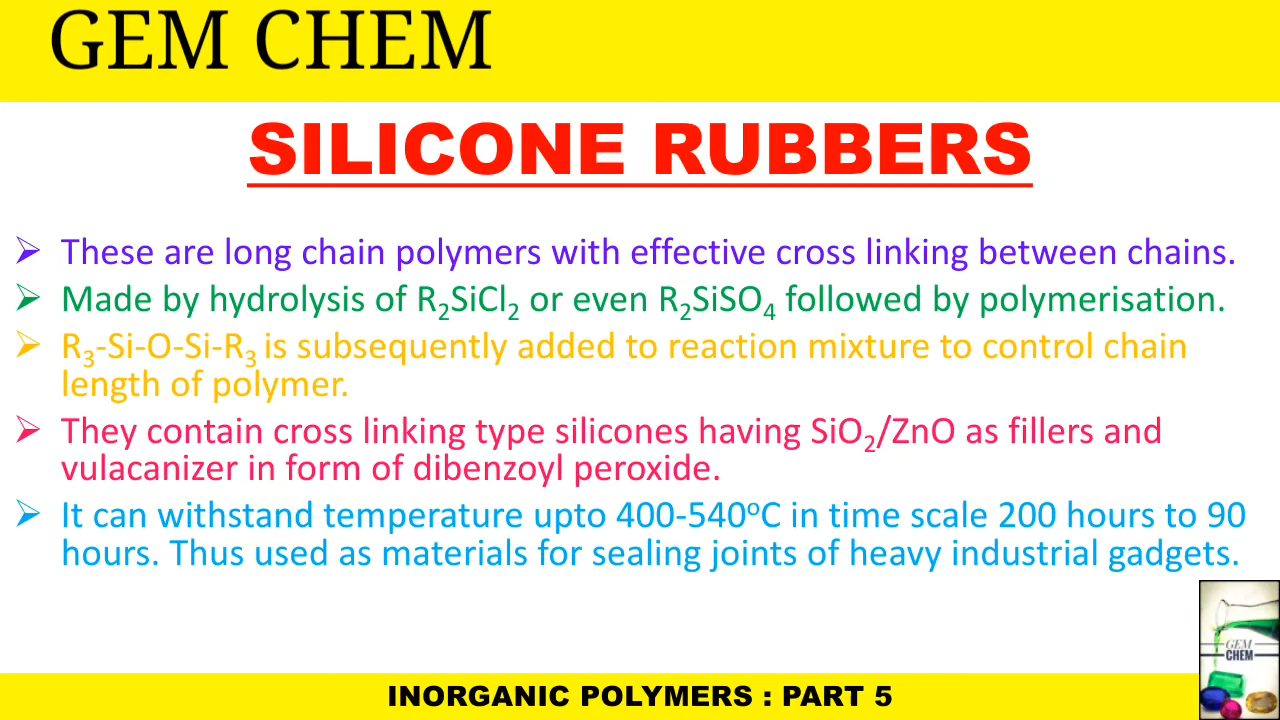 GEM CHEM
SILICONE RUBBERS
➢ These are long chain polymers with effective cross linking between chains.
➢ Made by hydrolysis of R₂SiCl₂ or even R₂SiSO₄ followed by polymerisation.
➢ R₃-Si-O-Si-R₃ is subsequently added to reaction mixture to control chain
length of polymer.
➢ They contain cross linking type silicones having SiO₂/ZnO as fillers and
vulacanizer in form of dibenzoyl peroxide.
➢ It can withstand temperature upto 400-540ᵒC in time scale 200 hours to 90
hours. Thus used as materials for sealing joints of heavy industrial gadgets.
GEM
CHEM
INORGANIC POLYMERS : PART 5